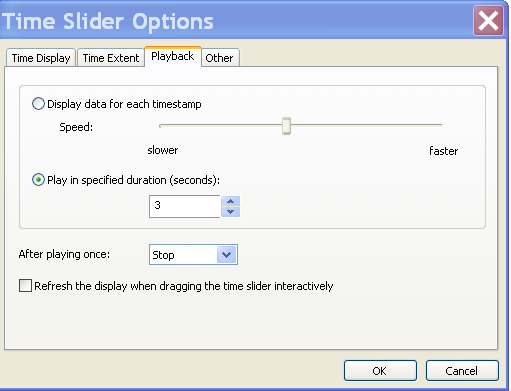 Time Slider Options
Time Display Time Extent Playback Other
Display data for each timestamp
Speed:
slower faster
Play in specified duration (seconds):
3
After playing once: Stop
Refresh the display when dragging the time slider interactively
OK Cancel